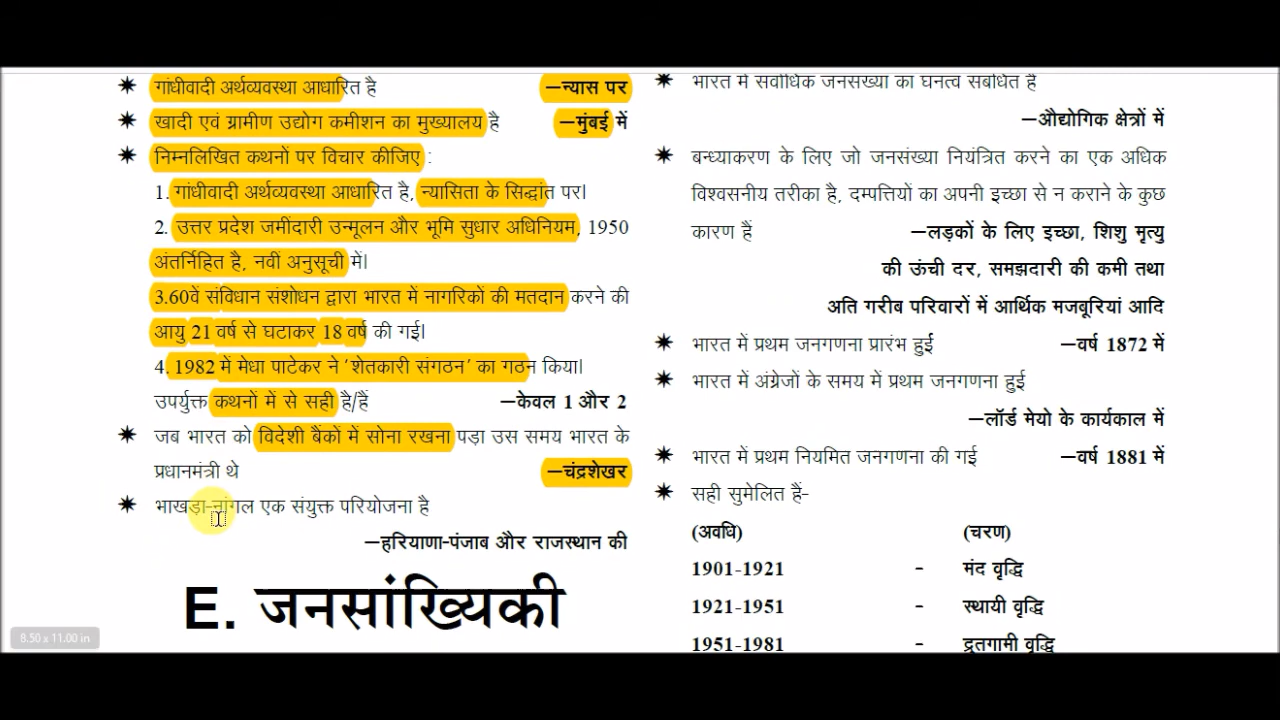 ✶ गांधीवादी अर्थव्यवस्था आधारित है –न्यास पर
✶ खादी एवं ग्रामीण उद्योग कमीशन का मुख्यालय है –मुंबई में
✶ निम्नलिखित कथनों पर विचार कीजिए :
1. गांधीवादी अर्थव्यवस्था आधारित है, न्यासिता के सिद्धांत पर।
2. उत्तर प्रदेश जमींदारी उन्मूलन और भूमि सुधार अधिनियम, 1950
अंतर्निहित है, नवीं अनुसूची में।
3.60वें संविधान संशोधन द्वारा भारत में नागरिकों की मतदान करने की
आयु 21 वर्ष से घटाकर 18 वर्ष की गई।
4. 1982 में मेधा पाटेकर ने 'शेतकारी संगठन' का गठन किया।
उपर्युक्त कथनों में से सही है/हैं –केवल 1 और 2
✶ जब भारत को विदेशी बैंकों में सोना रखना पड़ा उस समय भारत के
प्रधानमंत्री थे –चंद्रशेखर
✶ भाखड़ा-नांगल एक संयुक्त परियोजना है
–हरियाणा-पंजाब और राजस्थान की
E. जनसांख्यिकी
8.50 x 11.00 in
✶ भारत में सर्वाधिक जनसंख्या का घनत्व संबंधित है
–औद्योगिक क्षेत्रों में
✶ बन्ध्याकरण के लिए जो जनसंख्या नियंत्रित करने का एक अधिक
विश्वसनीय तरीका है, दम्पत्तियों का अपनी इच्छा से न कराने के कुछ
कारण हैं –लड़कों के लिए इच्छा, शिशु मृत्यु
की ऊंची दर, समझदारी की कमी तथा
अति गरीब परिवारों में आर्थिक मजबूरियां आदि
✶ भारत में प्रथम जनगणना प्रारंभ हुई –वर्ष 1872 में
✶ भारत में अंग्रेजों के समय में प्रथम जनगणना हुई
–लॉर्ड मेयो के कार्यकाल में
✶ भारत में प्रथम नियमित जनगणना की गई –वर्ष 1881 में
✶ सही सुमेलित हैं-
(अवधि) (चरण)
1901-1921 - मंद वृद्धि
1921-1951 - स्थायी वृद्धि
1951-1981 - द्रुतगामी वृद्धि